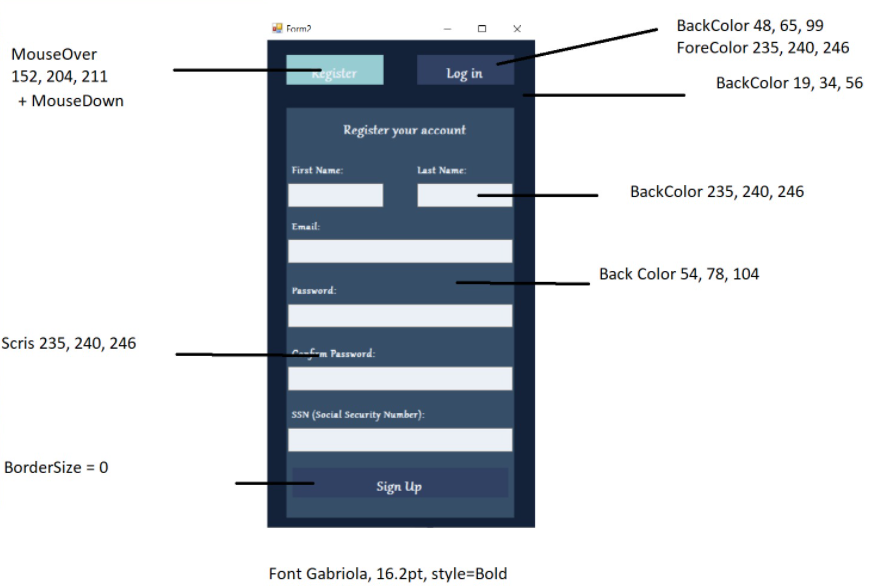 Form2
BackColor 48, 65, 99
ForeColor 235, 240, 246
MouseOver
152, 204, 211
+ MouseDown
Register
Log in
BackColor 19, 34, 56
Register your account
First Name:
Last Name:
BackColor 235, 240, 246
Email:
Back Color 54, 78, 104
Password:
Scris 235, 240, 246
Confirm Password:
SSN (Social Security Number):
BorderSize = 0
Sign Up
Font Gabriola, 16.2pt, style=Bold